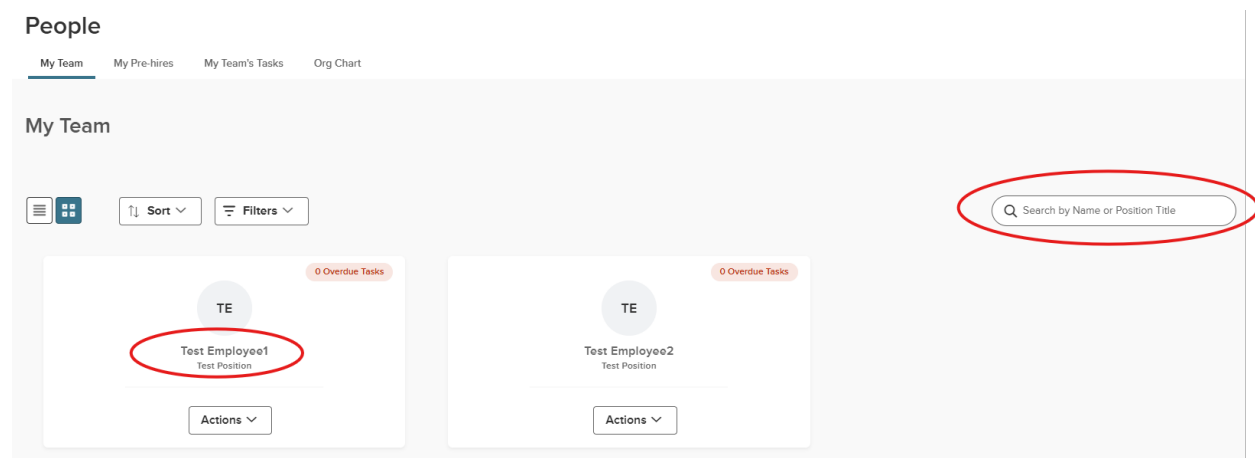 People
My Team My Pre-hires My Team's Tasks Org Chart
My Team
Sort Filters Search by Name or Position Title
0 Overdue Tasks 0 Overdue Tasks
TE TE
Test Employee1 Test Employee2
Test Position Test Position
Actions Actions